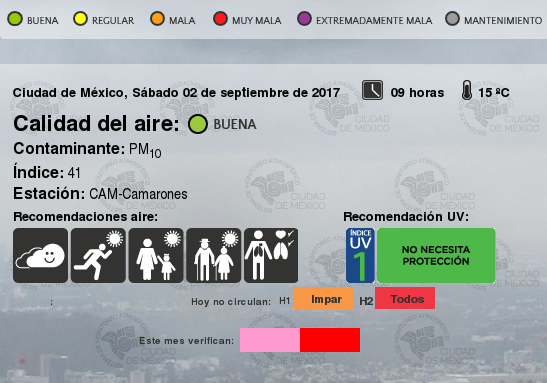 BUENA REGULAR MALA MUY MALA EXTREMADAMENTE MALA MANTENIMIENTO
Ciudad de México, Sábado 02 de septiembre de 2017 09 horas 15 ºC
Calidad del aire: BUENA
Contaminante: PM10
Índice: 41
Estación: CAM-Camarones
Recomendaciones aire: Recomendación UV:
ÍNDICE
UV
1
NO NECESITA
PROTECCIÓN
: Hoy no circulan: H1 Impar H2 Todos
Este mes verifican: